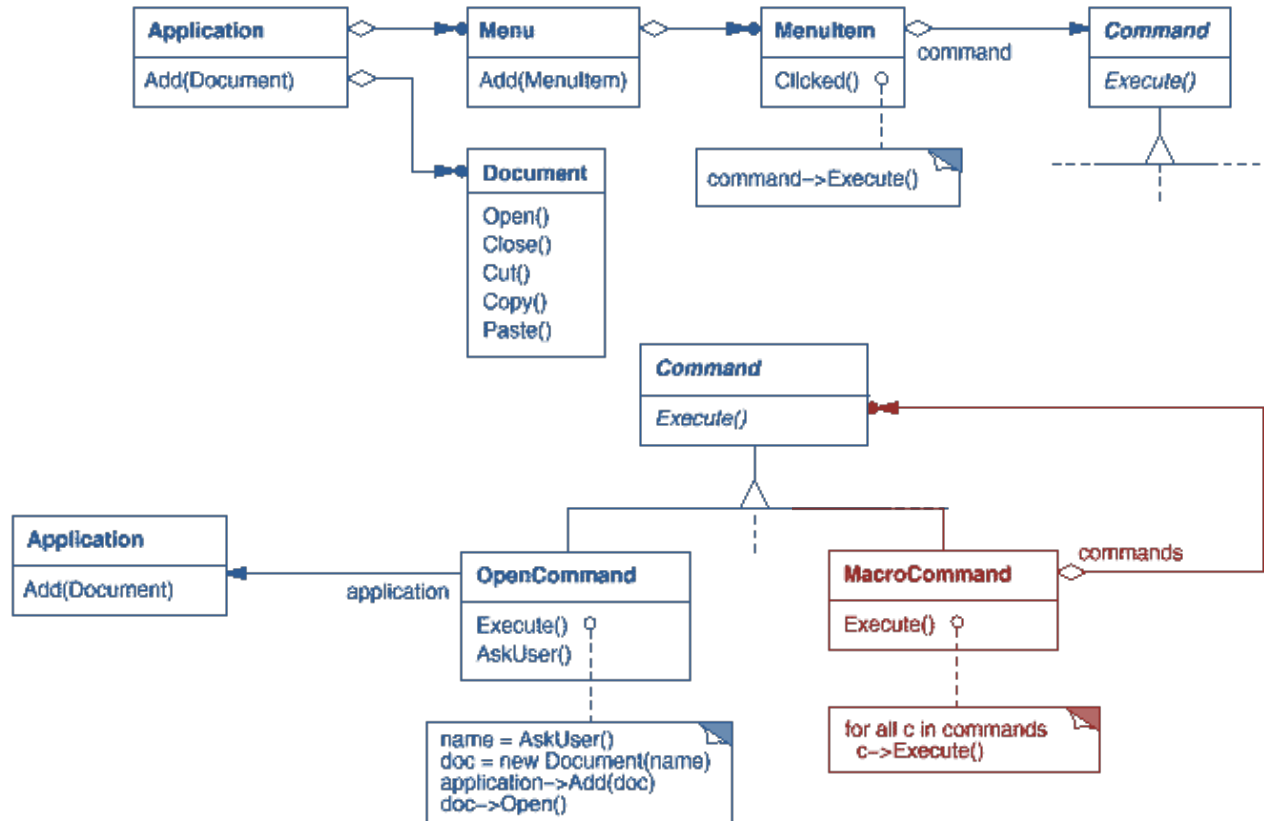 Application
Add(Document)
Menu
Add(MenuItem)
MenuItem
Clicked()
command
Command
Execute()
command->Execute()
Document
Open()
Close()
Cut()
Copy()
Paste()
Command
Execute()
Application
Add(Document)
application
OpenCommand
Execute()
AskUser()
MacroCommand
Execute()
commands
name = AskUser()
doc = new Document(name)
application->Add(doc)
doc->Open()
for all c in commands
c->Execute()